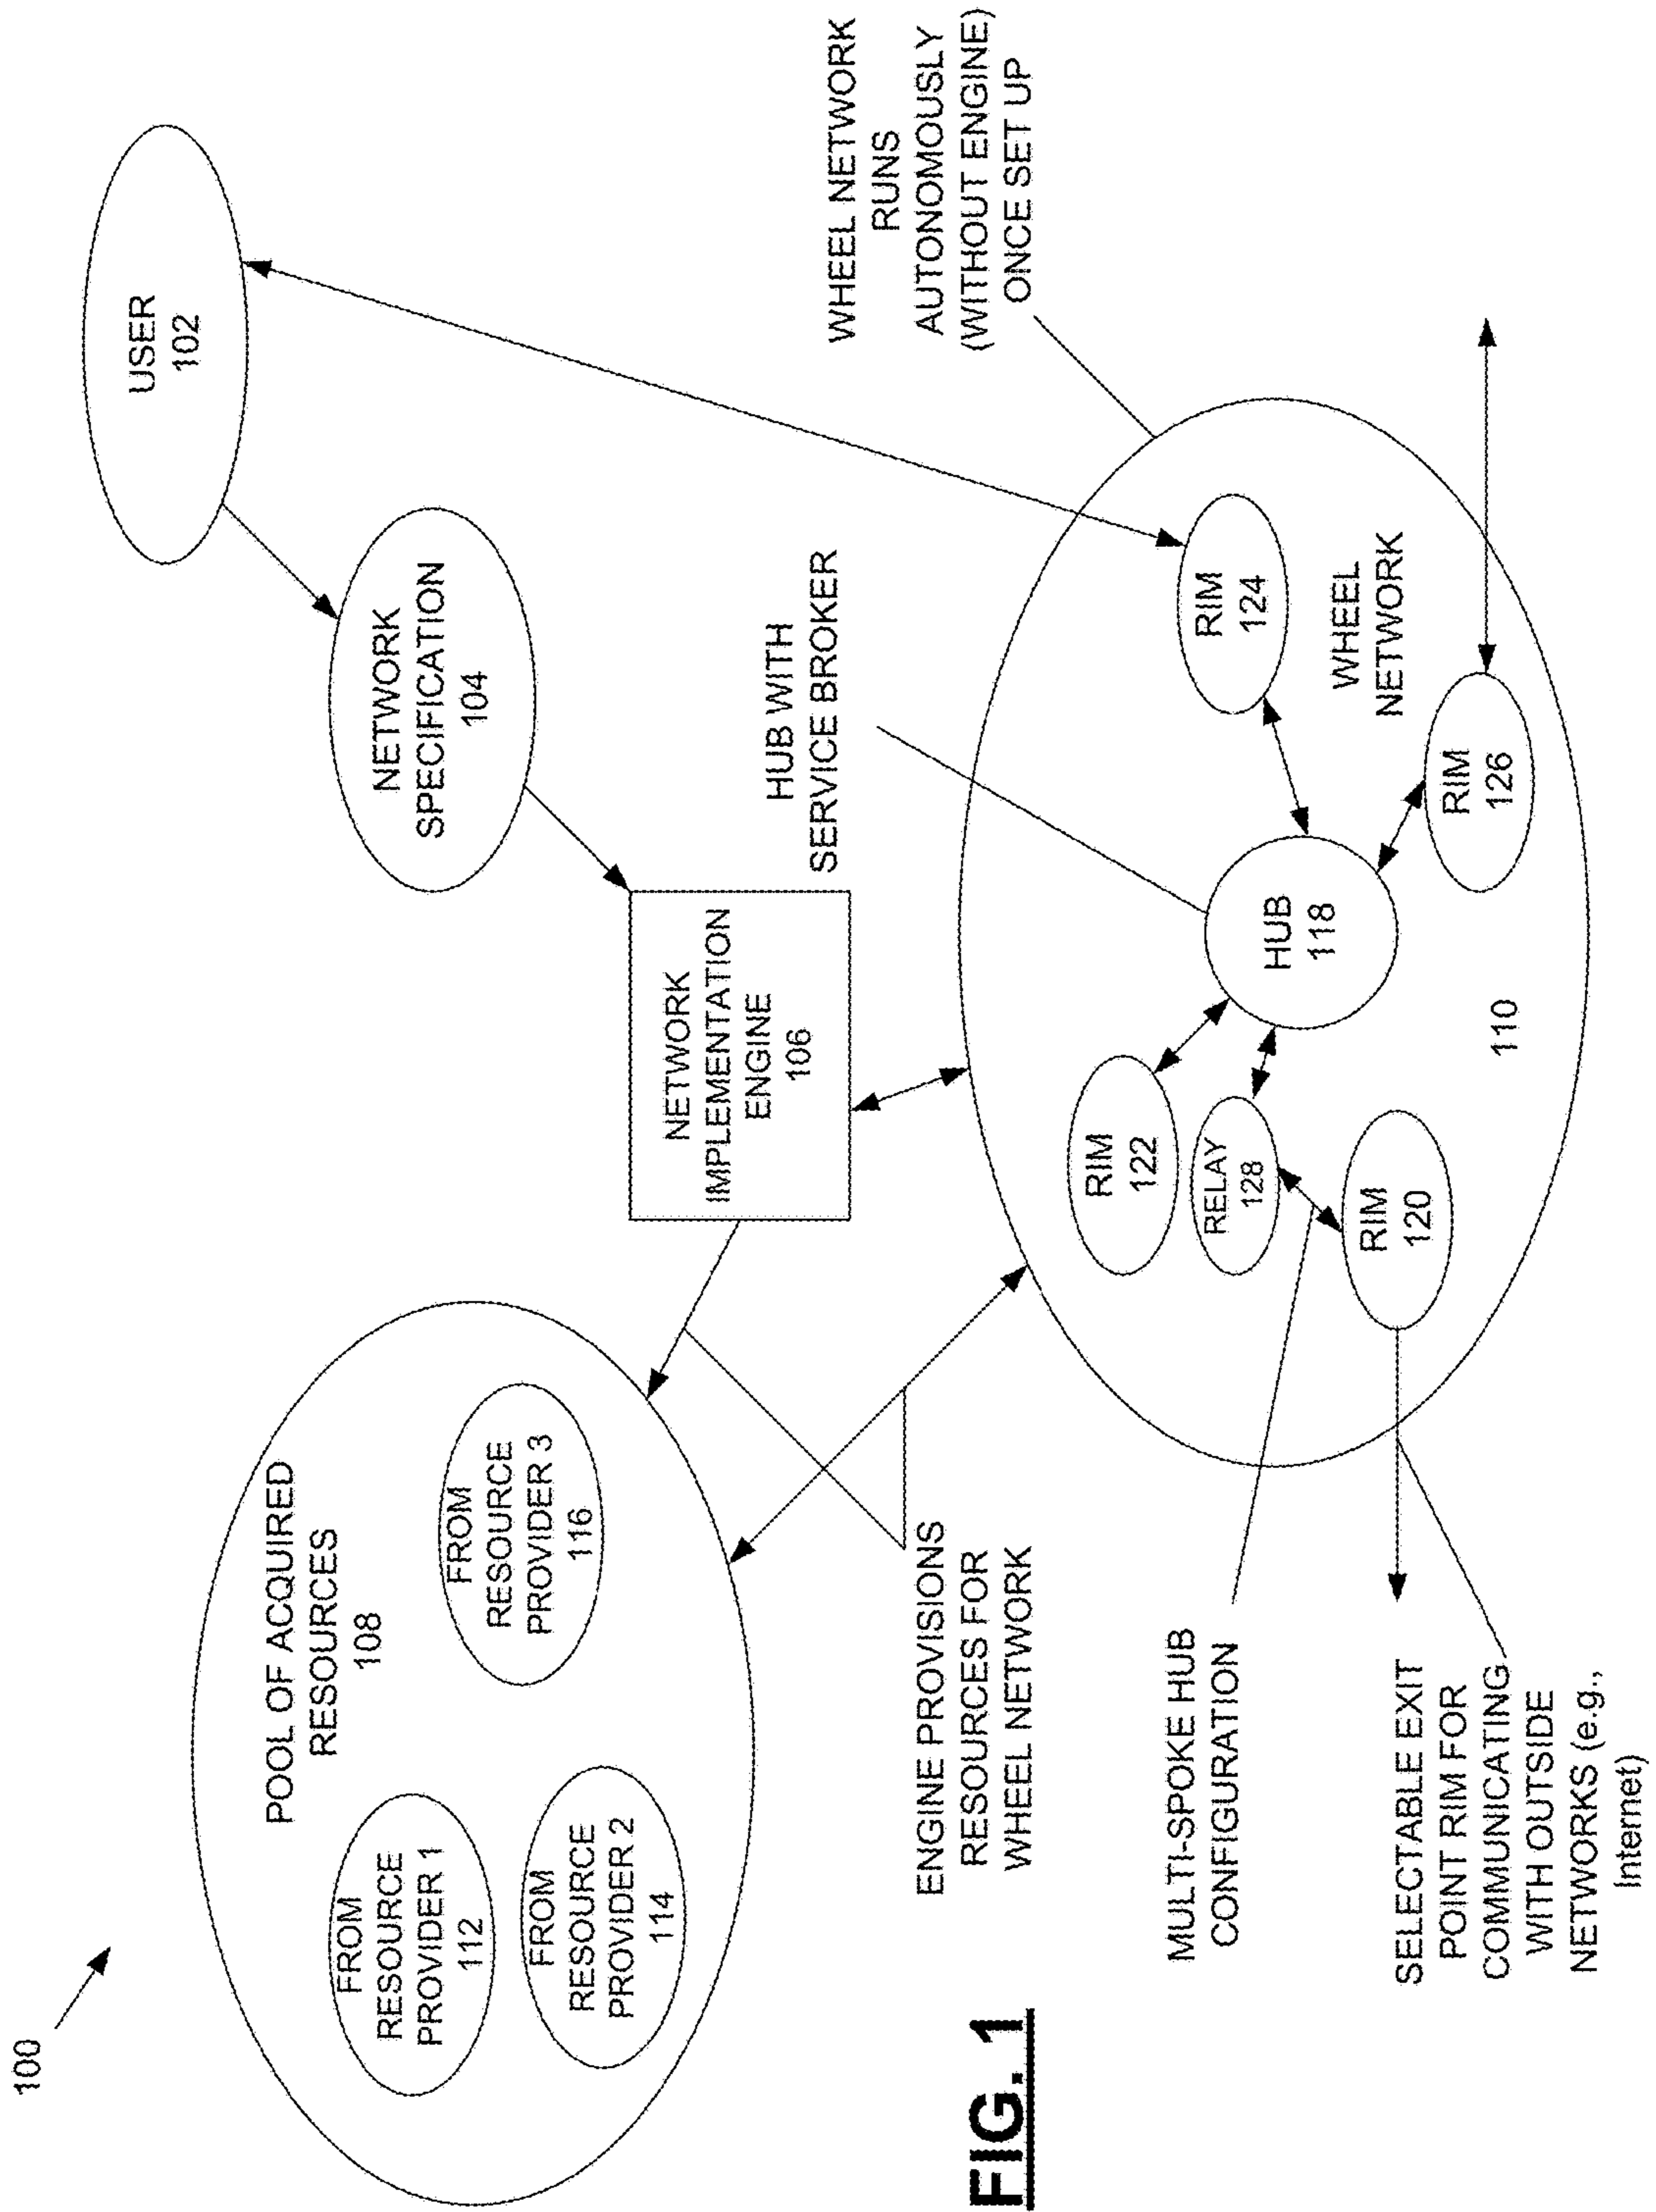 100
POOL OF ACQUIRED
RESOURCES
108
FROM
RESOURCE
PROVIDER 1
112
FROM
RESOURCE
PROVIDER 2
114
FROM
RESOURCE
PROVIDER 3
116
USER
102
NETWORK
SPECIFICATION
104
NETWORK
IMPLEMENTATION
ENGINE
106
HUB WITH
SERVICE BROKER
WHEEL NETWORK
RUNS
AUTONOMOUSLY
(WITHOUT ENGINE)
ONCE SET UP
ENGINE PROVISIONS
RESOURCES FOR
WHEEL NETWORK
RIM
122
RELAY
128
RIM
120
HUB
118
RIM
124
WHEEL
NETWORK
RIM
126
110
MULTI-SPOKE HUB
CONFIGURATION
SELECTABLE EXIT
POINT RIM FOR
COMMUNICATING
WITH OUTSIDE
NETWORKS (e.g.,
Internet)
FIG. 1